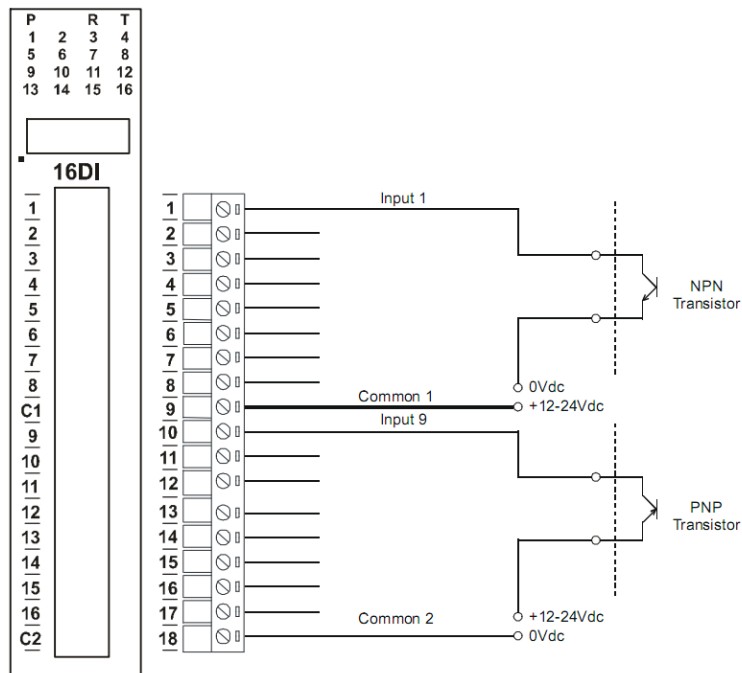 P R T
1 2 3 4
5 6 7 8
9 10 11 12
13 14 15 16
16DI
1
2
3
4
5
6
7
8
C1
9
10
11
12
13
14
15
16
C2
1
2
3
4
5
6
7
8
9
10
11
12
13
14
15
16
17
18
Input 1
NPN
Transistor
0Vdc
Common 1
+12-24Vdc
Input 9
PNP
Transistor
+12-24Vdc
Common 2
0Vdc